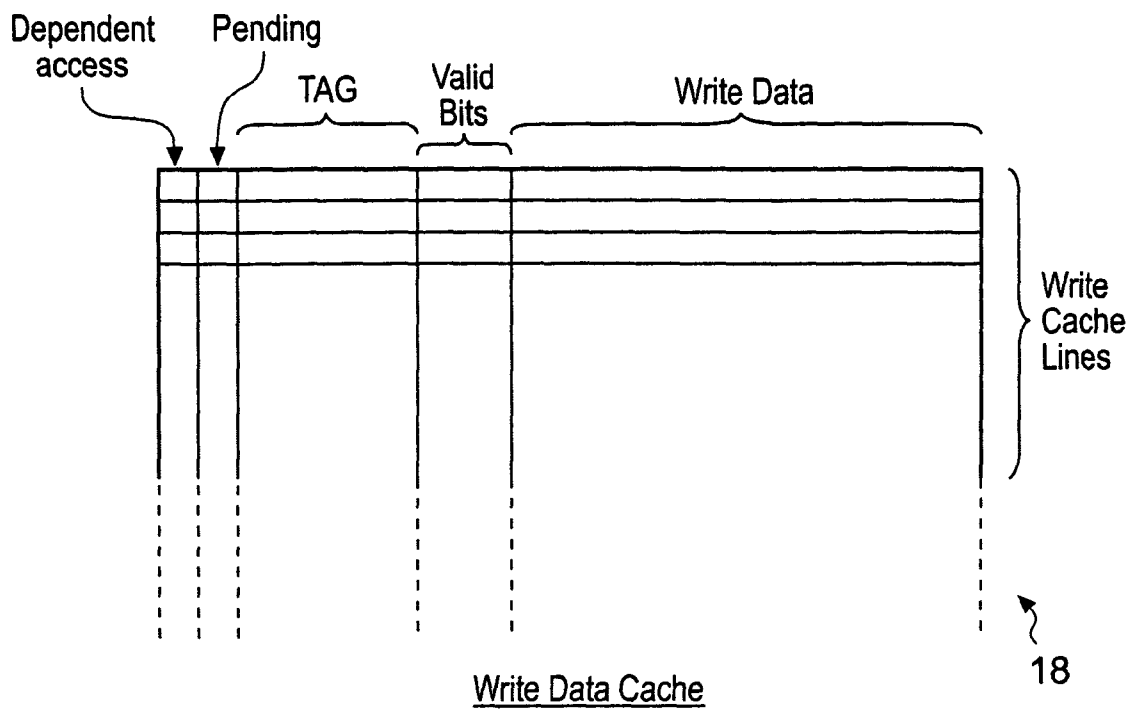 Dependent
access
Pending
TAG
Valid
Bits
Write Data
Write
Cache
Lines
18
Write Data Cache